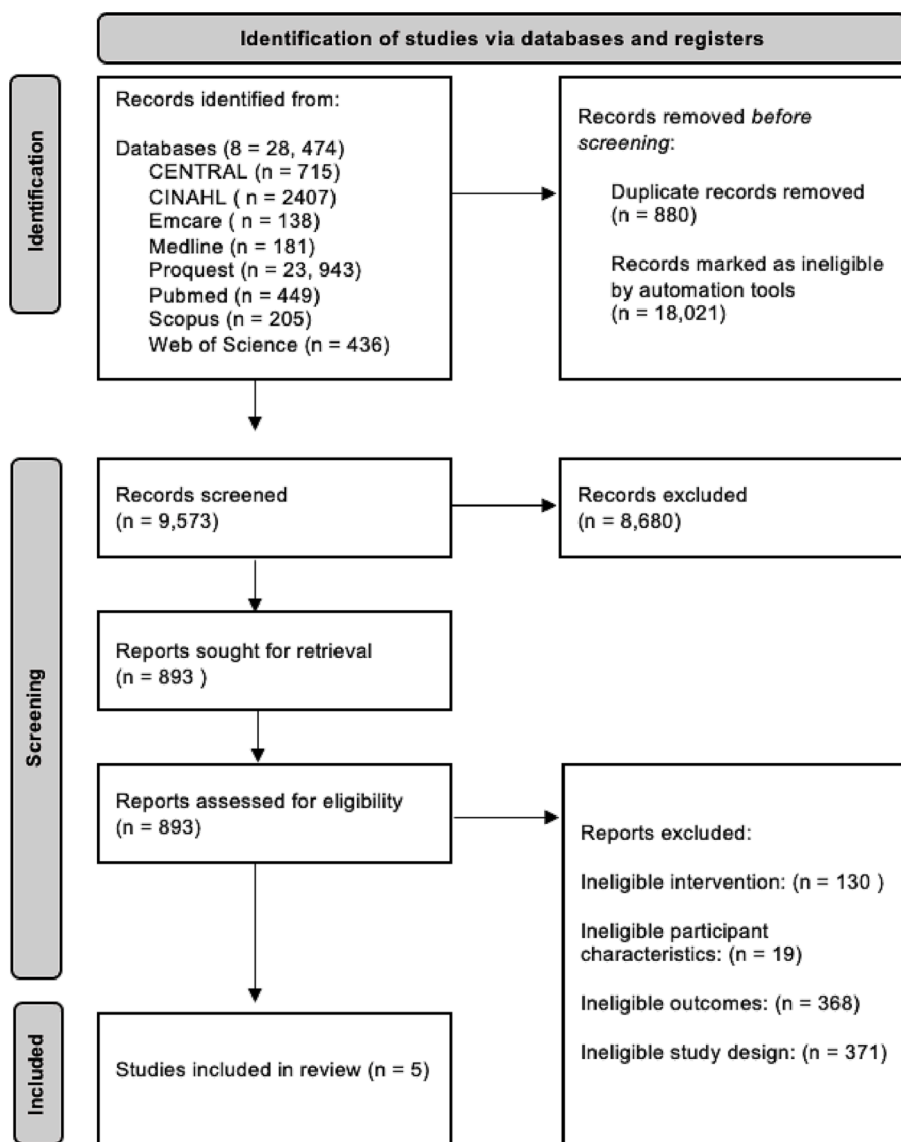 Identification of studies via databases and registers
Identification
Records identified from:
Databases (8 = 28, 474)
CENTRAL (n = 715)
CINAHL ( n = 2407)
Emcare (n = 138)
Medline (n = 181)
Proquest (n = 23, 943)
Pubmed (n = 449)
Scopus (n = 205)
Web of Science (n = 436)
Records removed before
screening:
Duplicate records removed
(n = 880)
Records marked as ineligible
by automation tools
(n = 18,021)
Screening
Records screened
(n = 9,573)
Records excluded
(n = 8,680)
Reports sought for retrieval
(n = 893 )
Reports assessed for eligibility
(n = 893)
Reports excluded:
Ineligible intervention: (n = 130 )
Ineligible participant
characteristics: (n = 19)
Ineligible outcomes: (n = 368)
Ineligible study design: (n = 371)
Included
Studies included in review (n = 5)